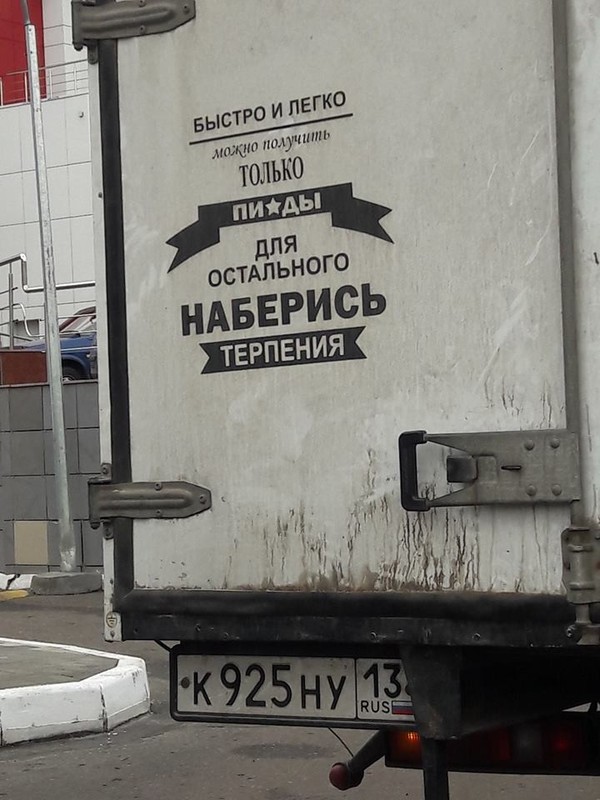 БЫСТРО И ЛЕГКО
можно получить
ТОЛЬКО
ПИ★ДЫ
ДЛЯ
ОСТАЛЬНОГО
НАБЕРИСЬ
ТЕРПЕНИЯ
К925НУ 13
RUS